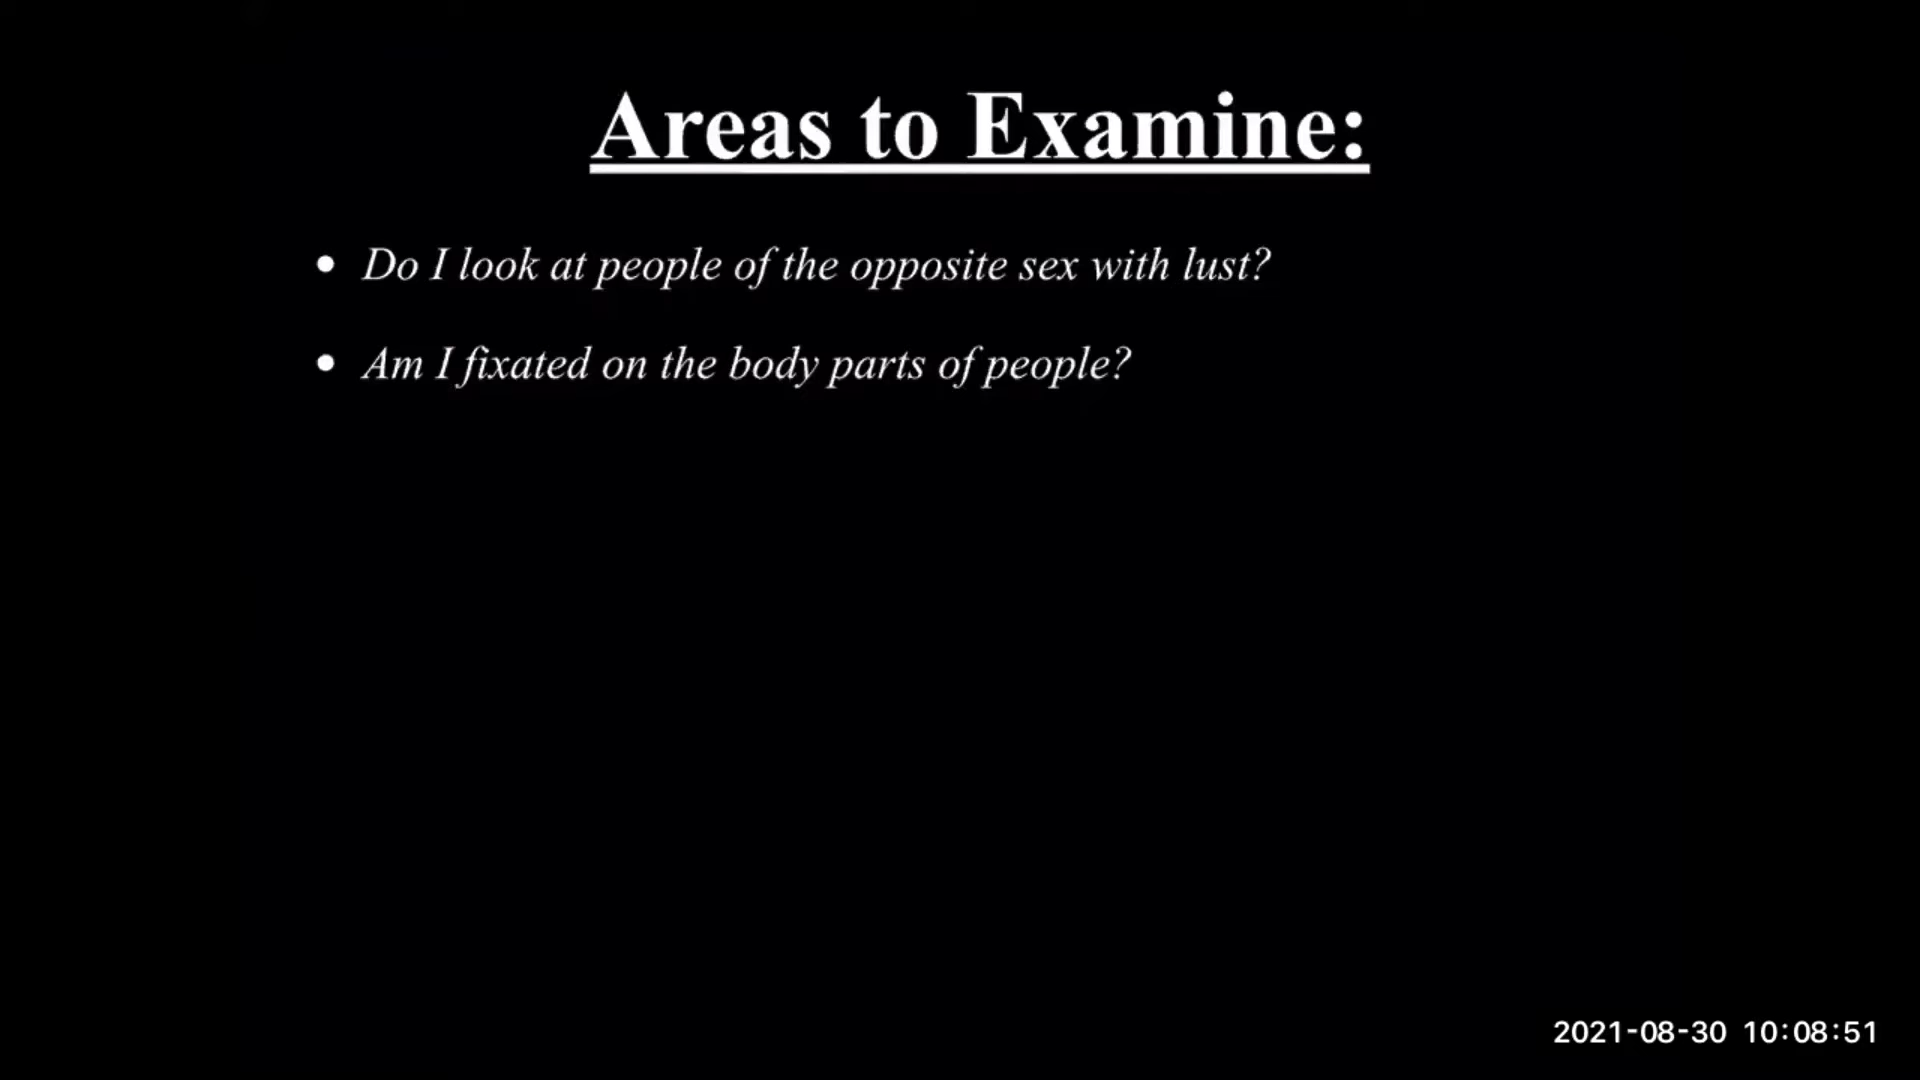 Areas to Examine:
• Do I look at people of the opposite sex with lust?
• Am I fixated on the body parts of people?
2021-08-30 10:08:51